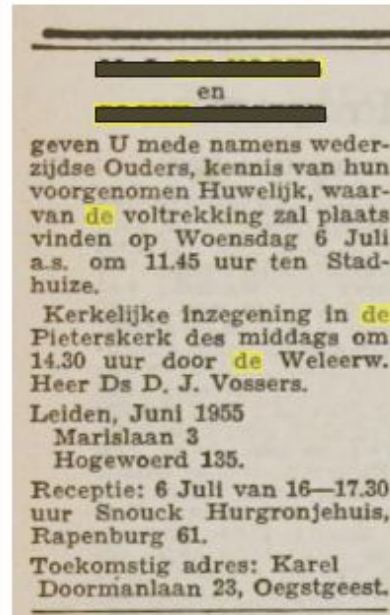 en
geven U mede namens weder-
zijdse Ouders, kennis van hun
voorgenomen Huwelijk, waar-
van de voltrekking zal plaats
vinden op Woensdag 6 Juli
a.s. om 11.45 uur ten Stad-
huize.
Kerkelijke inzegening in de
Pieterskerk des middags om
14.30 uur door de Weleerw.
Heer Ds D. J. Vossers.
Leiden, Juni 1955
Marislaan 3
Hogewoerd 135.
Receptie: 6 Juli van 16—17.30
uur Snouck Hurgronjehuis,
Rapenburg 61.
Toekomstig adres: Karel
Doormanlaan 23, Oegstgeest.